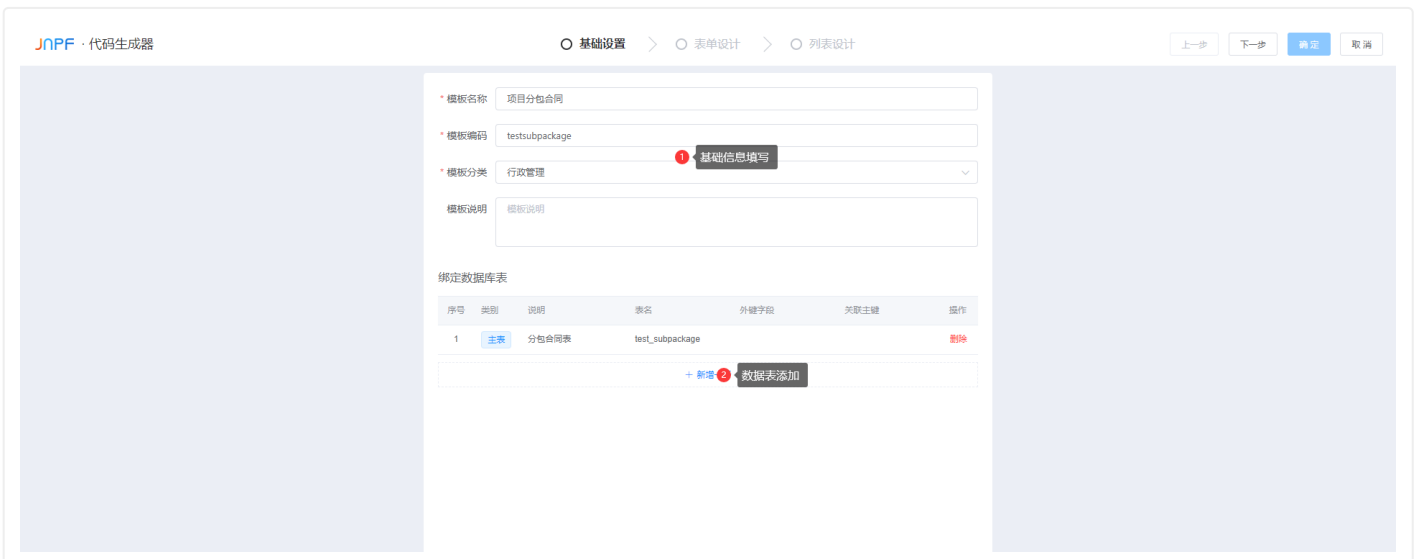 JNPF · 代码生成器
基础设置 表单设计 列表设计
上一步 下一步 确定 取消
* 模板名称 项目分包合同
* 模板编码 testsubpackage
1 基础信息填写
* 模板分类 行政管理
模板说明 模板说明
绑定数据库表
序号 类别 说明 表名 外键字段 关联主键 操作
1 主表 分包合同表 test_subpackage 删除
+ 新增 2 数据表添加